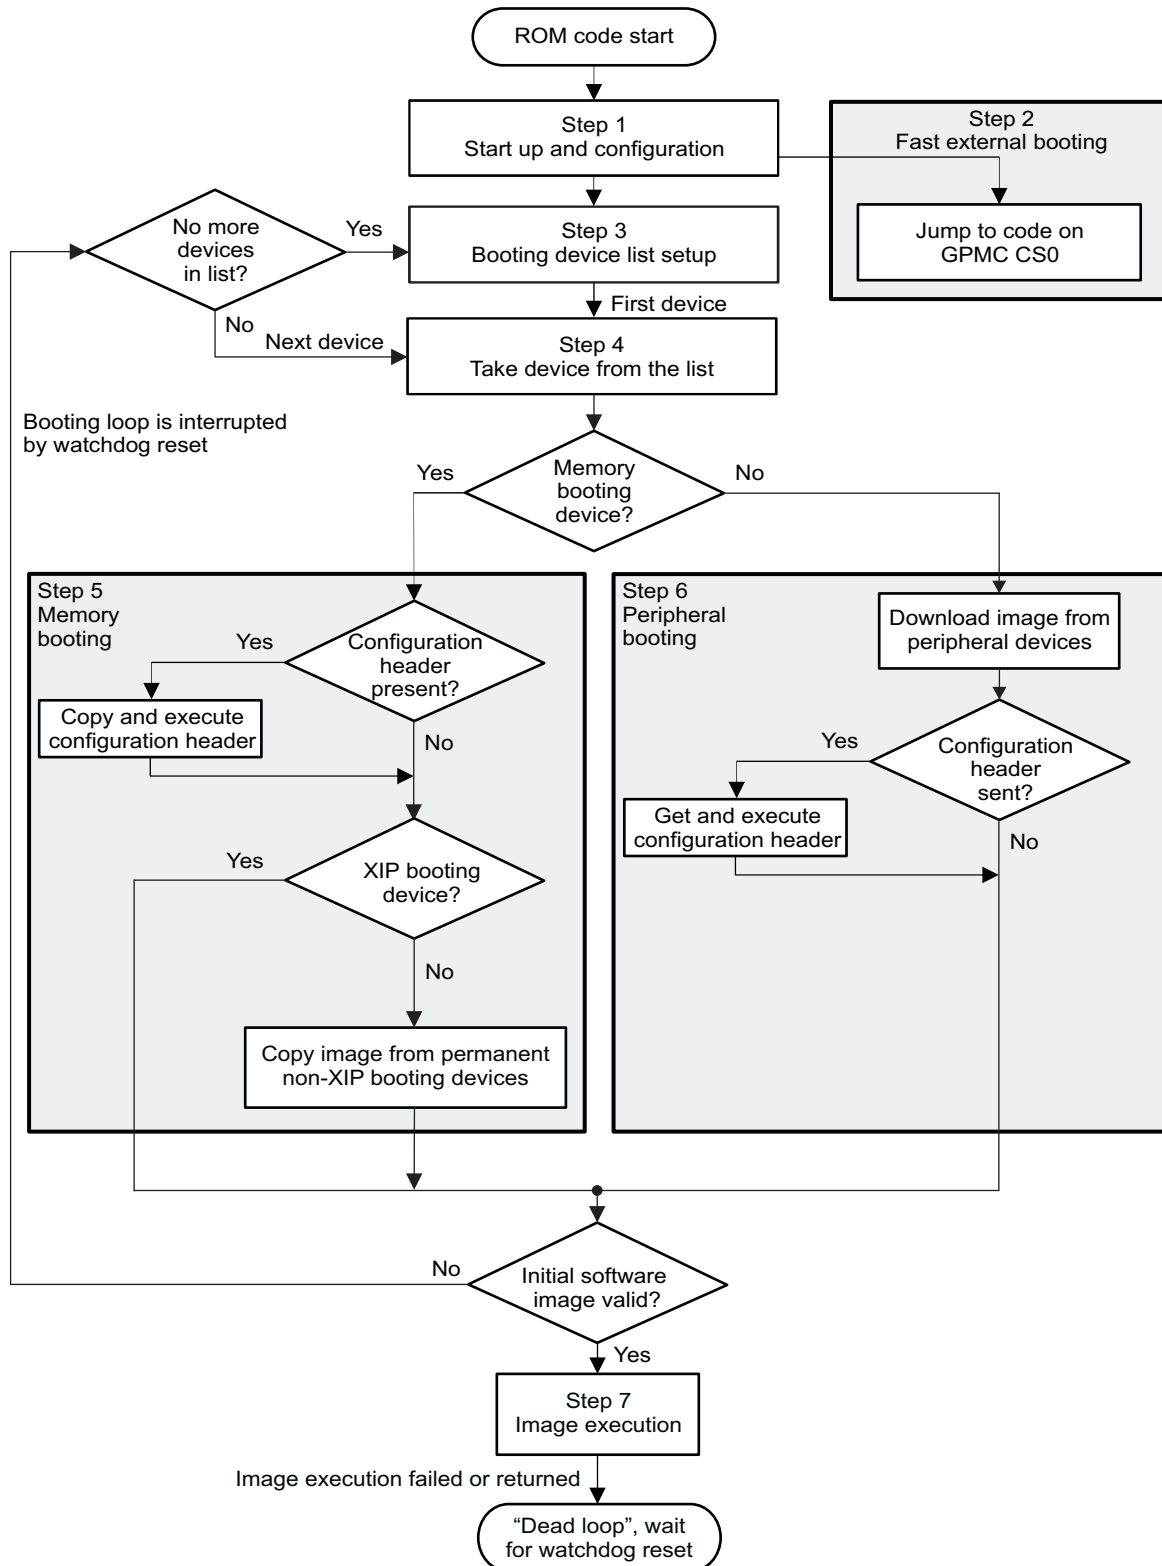 ROM code start
Step 1
Start up and configuration
Step 2
Fast external booting
Jump to code on
GPMC CS0
No more
devices
in list?
Yes
Step 3
Booting device list setup
No
First device
Next device
Step 4
Take device from the list
Booting loop is interrupted
by watchdog reset
Yes
Memory
booting
device?
No
Step 5
Memory
booting
Yes
Configuration
header
present?
Copy and execute
configuration header
No
Yes
XIP booting
device?
No
Copy image from permanent
non-XIP booting devices
Step 6
Peripheral
booting
Download image from
peripheral devices
Yes
Configuration
header
sent?
Get and execute
configuration header
No
No
Initial software
image valid?
Yes
Step 7
Image execution
Image execution failed or returned
“Dead loop”, wait
for watchdog reset